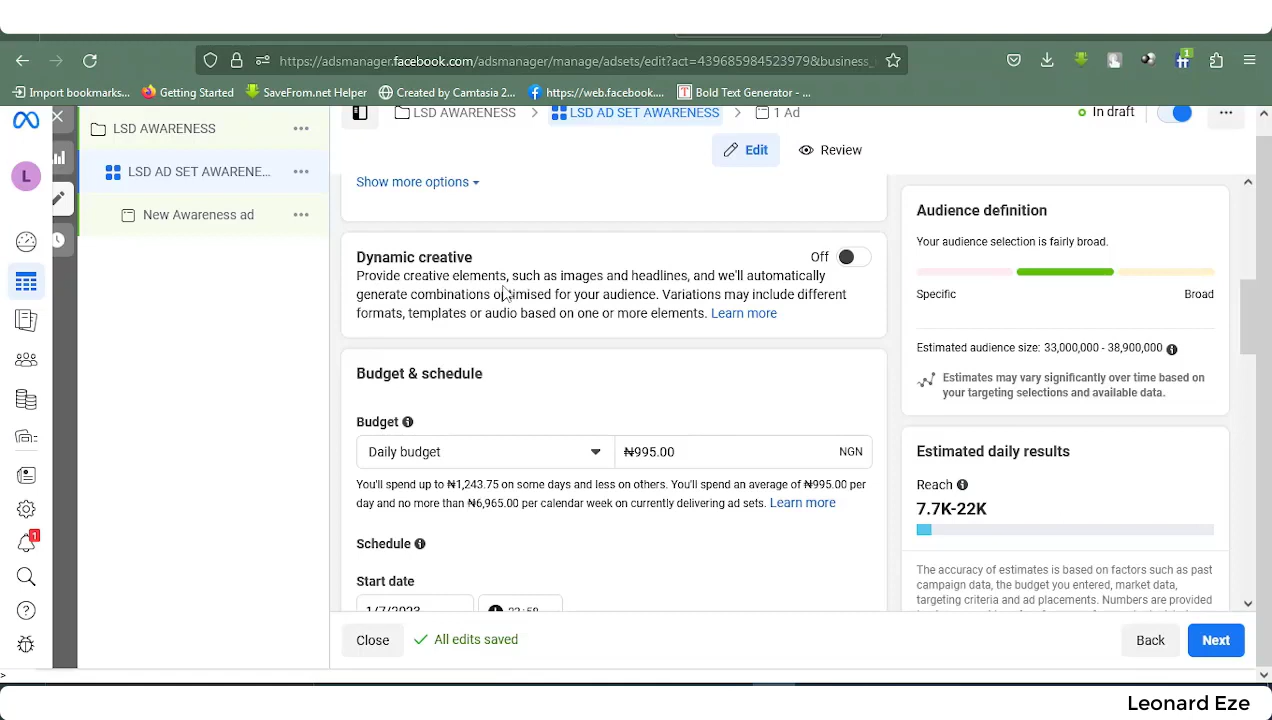 https://adsmanager.facebook.com/adsmanager/manage/adsets/edit?act=439685984523979&business_
Import bookmarks...
Getting Started
SaveFrom.net Helper
Created by Camtasia 2...
https://web.facebook....
Bold Text Generator - ...
1
L
LSD AWARENESS
LSD AD SET AWARENE...
New Awareness ad
1
LSD AWARENESS
LSD AD SET AWARENESS
1 Ad
In draft
Edit
Review
Show more options
Dynamic creative
Off
Provide creative elements, such as images and headlines, and we'll automatically
generate combinations optimised for your audience. Variations may include different
formats, templates or audio based on one or more elements. Learn more
Budget & schedule
Budget
Daily budget
₦995.00
NGN
You'll spend up to ₦1,243.75 on some days and less on others. You'll spend an average of ₦995.00 per
day and no more than ₦6,965.00 per calendar week on currently delivering ad sets. Learn more
Schedule
Start date
1/7/2023
22:58
Audience definition
Your audience selection is fairly broad.
Specific
Broad
Estimated audience size: 33,000,000 - 38,900,000
Estimates may vary significantly over time based on
your targeting selections and available data.
Estimated daily results
Reach
7.7K-22K
The accuracy of estimates is based on factors such as past
campaign data, the budget you entered, market data,
targeting criteria and ad placements. Numbers are provided
Close
All edits saved
Back
Next
>
Leonard Eze